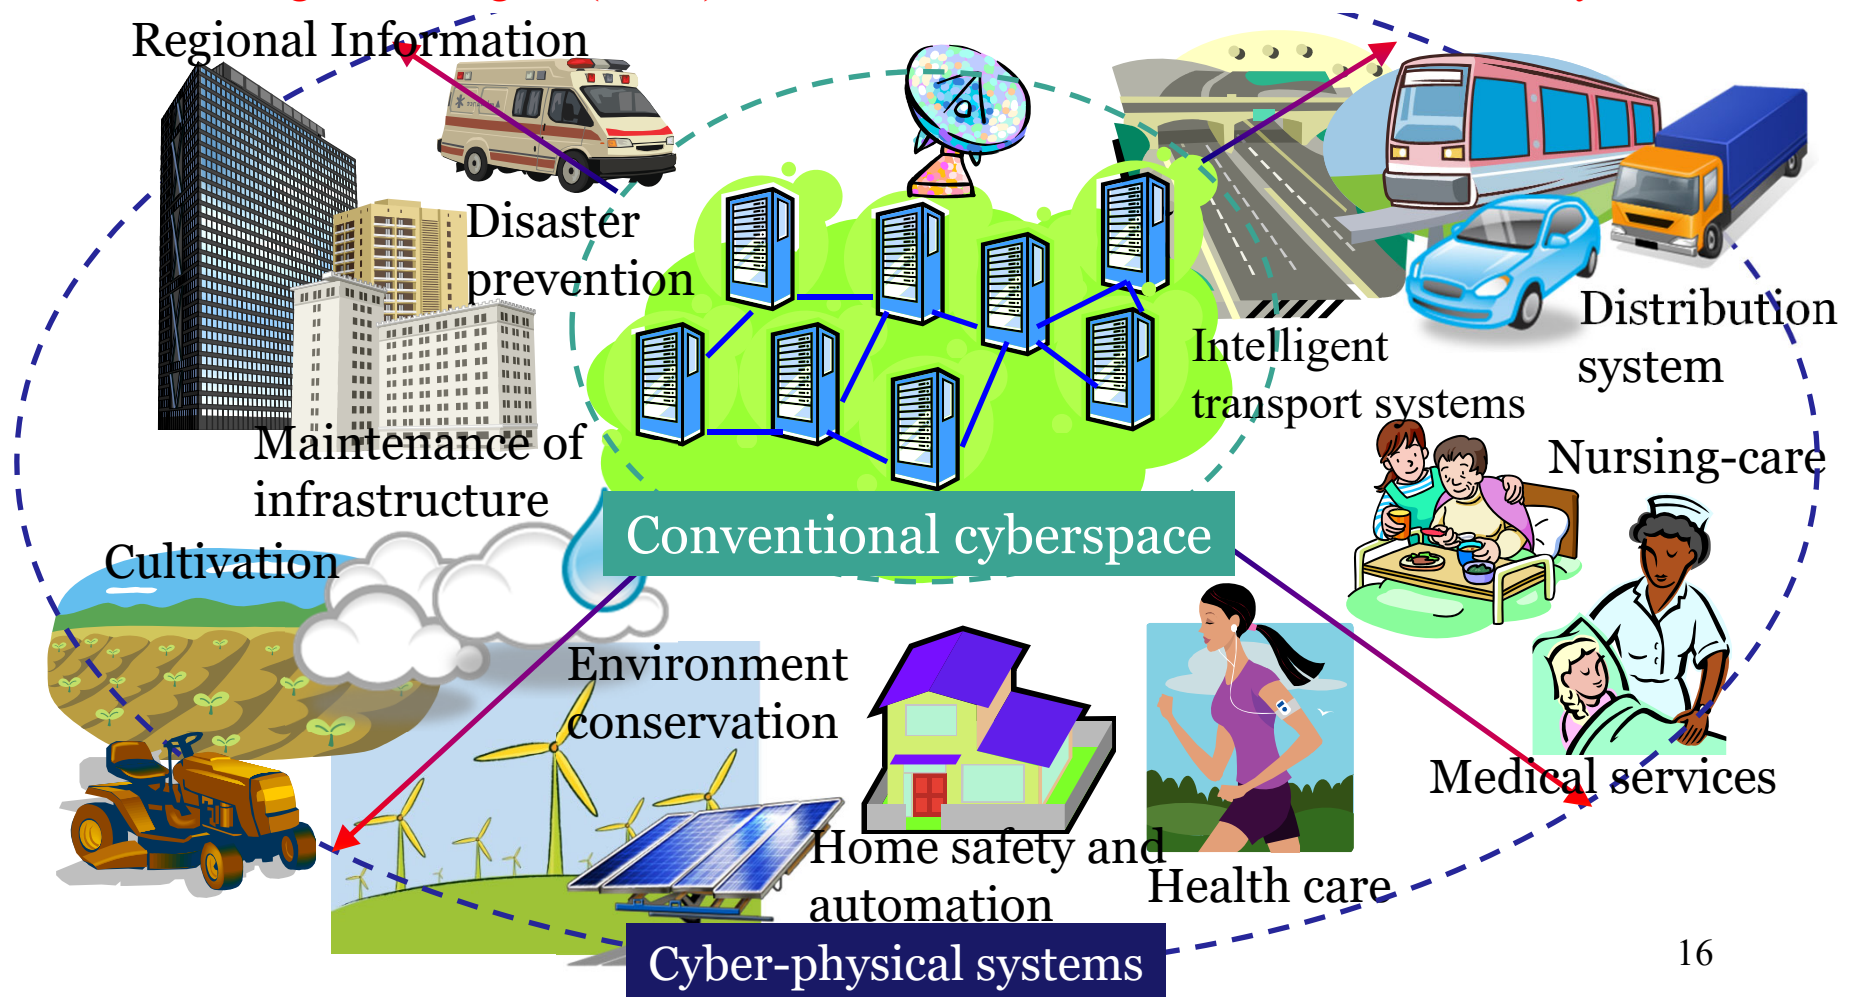 Regional Information
Disaster
prevention
Maintenance of
infrastructure
Intelligent
transport systems
Distribution
system
Nursing-care
Conventional cyberspace
Cultivation
Environment
conservation
Medical services
Home safety and
automation
Health care
Cyber-physical systems
16